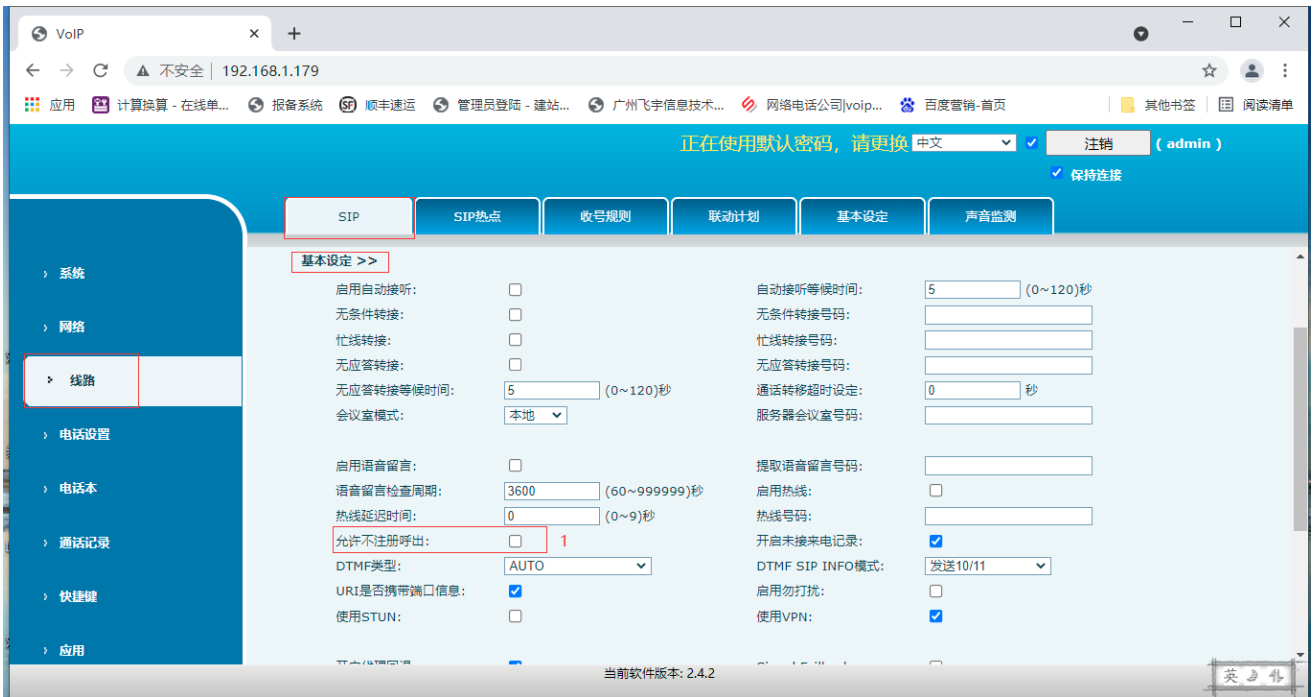 VoIP
不安全 | 192.168.1.179
应用 计算换算 - 在线单... 报备系统 顺丰速运 管理员登陆 - 建站... 广州飞宇信息技术... 网络电话公司|voip... 百度营销-首页 其他书签 阅读清单
正在使用默认密码，请更换 中文 注销 ( admin )
保持连接
SIP SIP热点 收号规则 联动计划 基本设定 声音监测
系统
网络
线路
电话设置
电话本
通话记录
快捷键
应用
基本设定 >>
启用自动接听: 自动接听等候时间: 5 (0~120)秒
无条件转接: 无条件转接号码:
忙线转接: 忙线转接号码:
无应答转接: 无应答转接号码:
无应答转接等候时间: 5 (0~120)秒 通话转移超时设定: 0 秒
会议室模式: 本地 服务器会议室号码:
启用语音留言: 提取语音留言号码:
语音留言检查周期: 3600 (60~999999)秒 启用热线:
热线延迟时间: 0 (0~9)秒 热线号码:
允许不注册呼出: 1 开启未接来电记录:
DTMF类型: AUTO DTMF SIP INFO模式: 发送10/11
URI是否携带端口信息: 启用勿打扰:
使用STUN: 使用VPN:
当前软件版本: 2.4.2
英